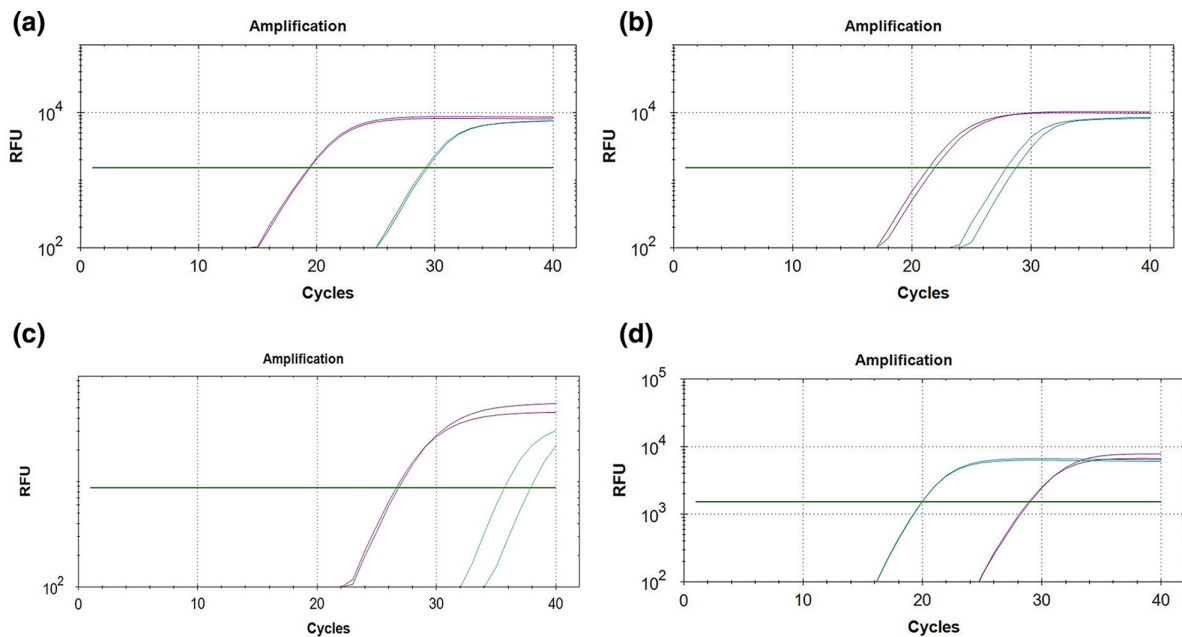 (a)
Amplification
RFU
10^4
10^2
0 10 20 30 40
Cycles
(b)
Amplification
RFU
10^4
10^2
0 10 20 30 40
Cycles
(c)
Amplification
RFU
10^2
0 10 20 30 40
Cycles
(d)
Amplification
RFU
10^5
10^4
10^3
10^2
0 10 20 30 40
Cycles